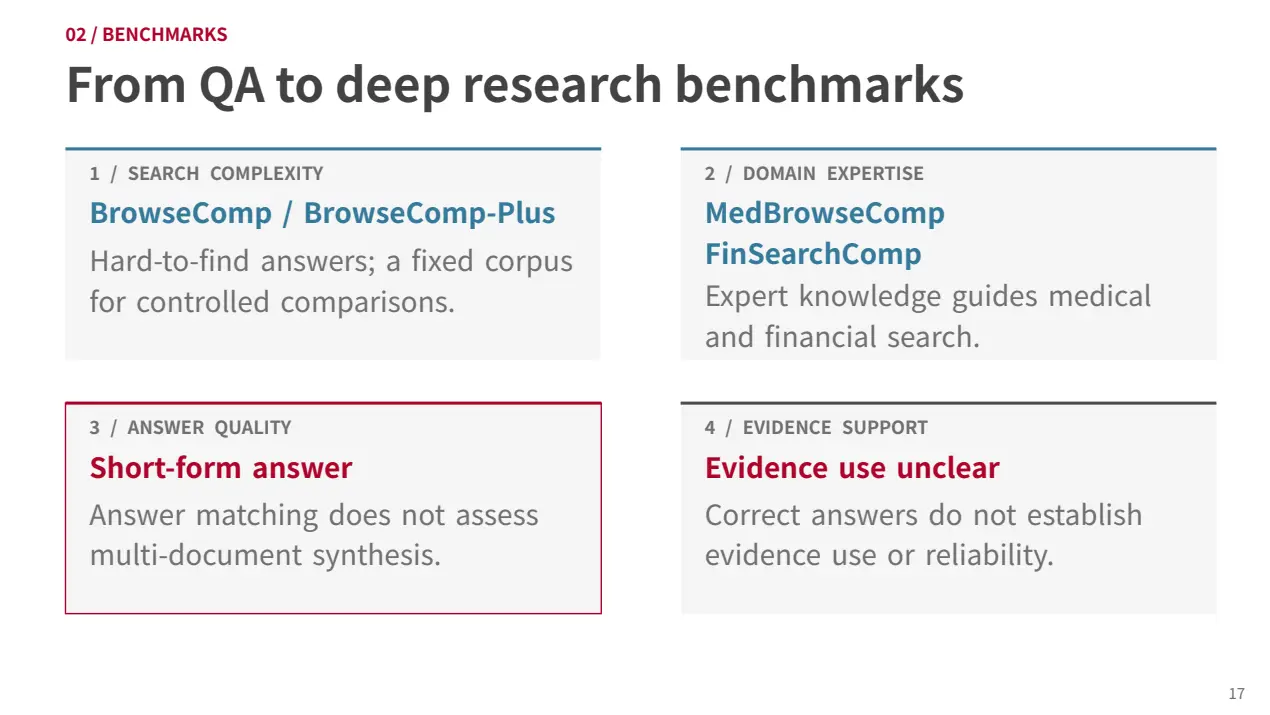 02 / BENCHMARKS
From QA to deep research benchmarks
1 / SEARCH COMPLEXITY
BrowseComp / BrowseComp-Plus
Hard-to-find answers; a fixed corpus
for controlled comparisons.
2 / DOMAIN EXPERTISE
MedBrowseComp
FinSearchComp
Expert knowledge guides medical
and financial search.
3 / ANSWER QUALITY
Short-form answer
Answer matching does not assess
multi-document synthesis.
4 / EVIDENCE SUPPORT
Evidence use unclear
Correct answers do not establish
evidence use or reliability.
17